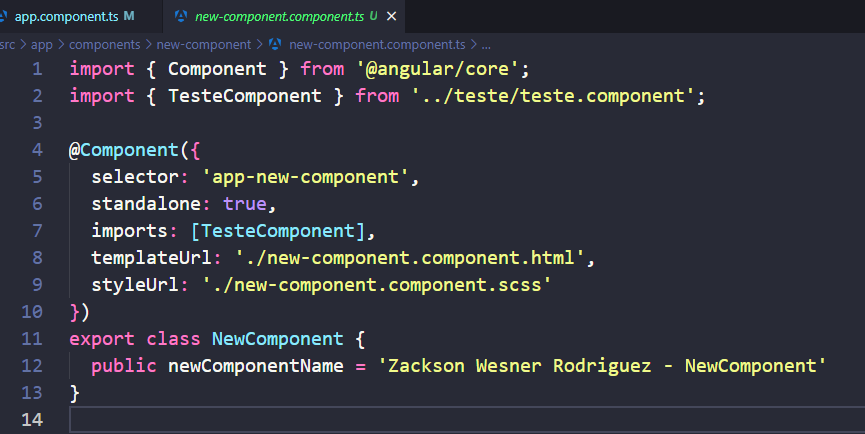 app.component.ts M
new-component.component.ts U ×
src > app > components > new-component > new-component.component.ts > ...
1 import { Component } from '@angular/core';
2 import { TesteComponent } from '../teste/teste.component';
3
4 @Component({
5 selector: 'app-new-component',
6 standalone: true,
7 imports: [TesteComponent],
8 templateUrl: './new-component.component.html',
9 styleUrl: './new-component.component.scss'
10 })
11 export class NewComponent {
12 public newComponentName = 'Zackson Wesner Rodriguez - NewComponent'
13 }
14